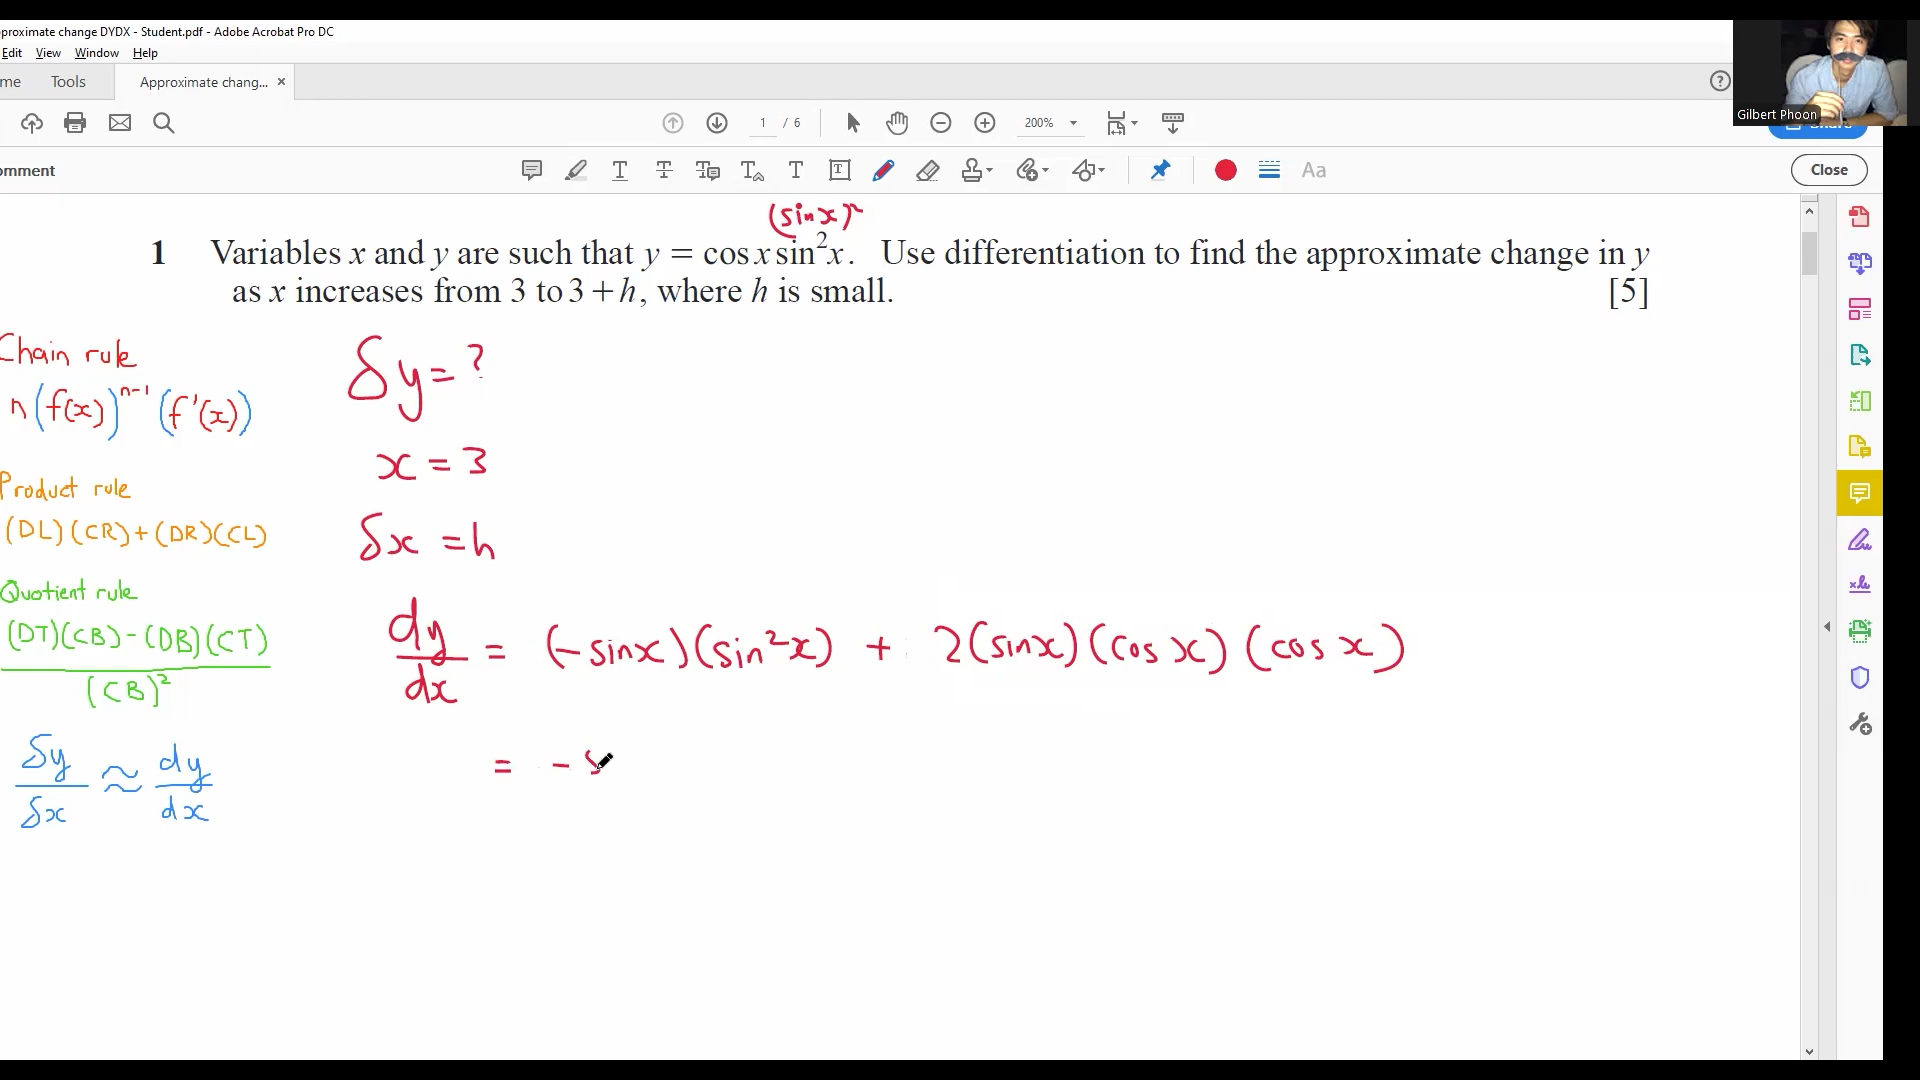 proximate change DYDX - Student.pdf - Adobe Acrobat Pro DC
Edit View Window Help
me Tools Approximate chang... ×
1 / 6 200%
omment
T T T T Aa Close
Gilbert Phoon
(sinx)²
1 Variables x and y are such that y = cos x sin²x. Use differentiation to find the approximate change in y
as x increases from 3 to 3 + h, where h is small. [5]
Chain rule
n(f(x))ⁿ⁻¹(f'(x))
Product rule
(DL)(CR)+(DR)(CL)
Quotient rule
(DT)(CB)-(DB)(CT)
(CB)²
δy/δx ≈ dy/dx
δy = ?
x = 3
δx = h
dy/dx = (-sinx)(sin²x) + 2(sinx)(cos x)(cos x)
= - s